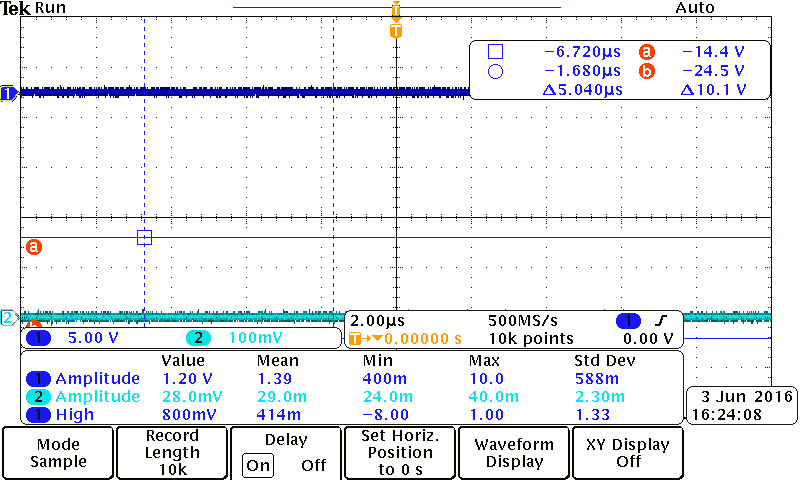 Tek Run Auto
T
T
−6.720µs a −14.4 V
−1.680µs b −24.5 V
Δ5.040µs Δ10.1 V
1
a
2
1 5.00 V 2 100mV
2.00µs 500MS/s 1
T→▼0.00000 s 10k points 0.00 V
Value Mean Min Max Std Dev
1 Amplitude 1.20 V 1.39 400m 10.0 588m
2 Amplitude 28.0mV 29.0m 24.0m 40.0m 2.30m
1 High 800mV 414m −8.00 1.00 1.33
3 Jun 2016
16:24:08
Mode
Sample
Record
Length
10k
Delay
On Off
Set Horiz.
Position
to 0 s
Waveform
Display
XY Display
Off